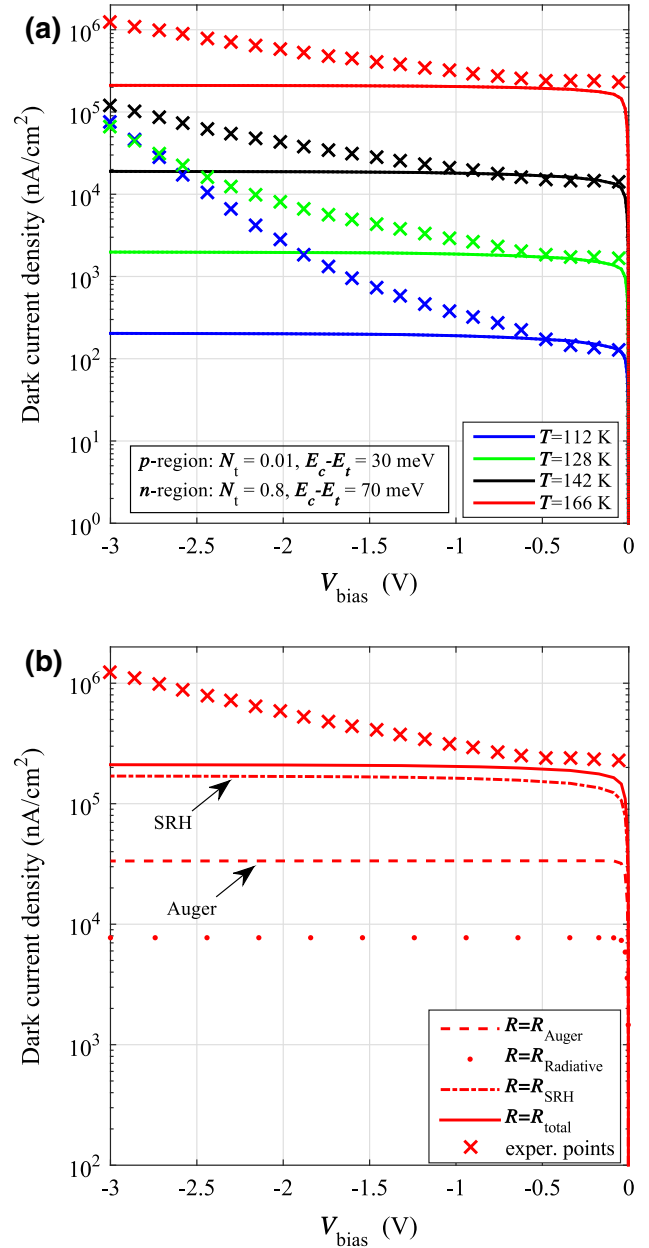 (a)
10^6
10^5
10^4
10^3
10^2
10^1
10^0
Dark current density (nA/cm^2)
p-region: N_t = 0.01, E_c-E_t = 30 meV
n-region: N_t = 0.8, E_c-E_t = 70 meV
T=112 K
T=128 K
T=142 K
T=166 K
-3 -2.5 -2 -1.5 -1 -0.5 0
V_bias (V)
(b)
10^6
10^5
10^4
10^3
10^2
Dark current density (nA/cm^2)
SRH
Auger
R=R_Auger
R=R_Radiative
R=R_SRH
R=R_total
exper. points
-3 -2.5 -2 -1.5 -1 -0.5 0
V_bias (V)